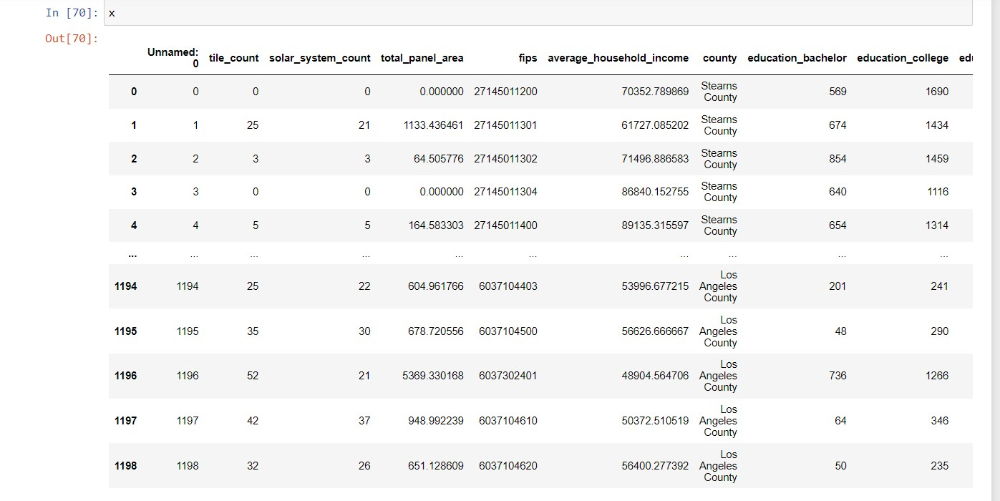 In [70]: x
Out[70]:
Unnamed: 0 tile_count solar_system_count total_panel_area fips average_household_income county education_bachelor education_college edu
0 0 0 0 0.000000 27145011200 70352.789869 Stearns County 569 1690
1 1 25 21 1133.436461 27145011301 61727.085202 Stearns County 674 1434
2 2 3 3 64.505776 27145011302 71496.886583 Stearns County 854 1459
3 3 0 0 0.000000 27145011304 86840.152755 Stearns County 640 1116
4 4 5 5 164.583303 27145011400 89135.315597 Stearns County 654 1314
... ... ... ... ... ... ... ... ... ...
1194 1194 25 22 604.961766 6037104403 53996.677215 Los Angeles County 201 241
1195 1195 35 30 678.720556 6037104500 56626.666667 Los Angeles County 48 290
1196 1196 52 21 5369.330168 6037302401 48904.564706 Los Angeles County 736 1266
1197 1197 42 37 948.992239 6037104610 50372.510519 Los Angeles County 64 346
1198 1198 32 26 651.128609 6037104620 56400.277392 Los Angeles County 50 235